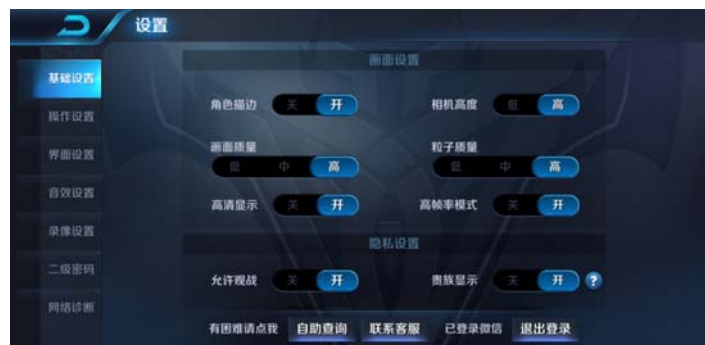 设置
基础设置
操作设置
界面设置
音效设置
录像设置
二级密码
网络诊断
画面设置
角色描边 关 开 相机高度 低 高
画面质量 低 中 高 粒子质量 低 中 高
高清显示 关 开 高帧率模式 关 开
隐私设置
允许观战 关 开 贵族显示 关 开 ?
有困难请点我 自助查询 联系客服 已登录微信 退出登录